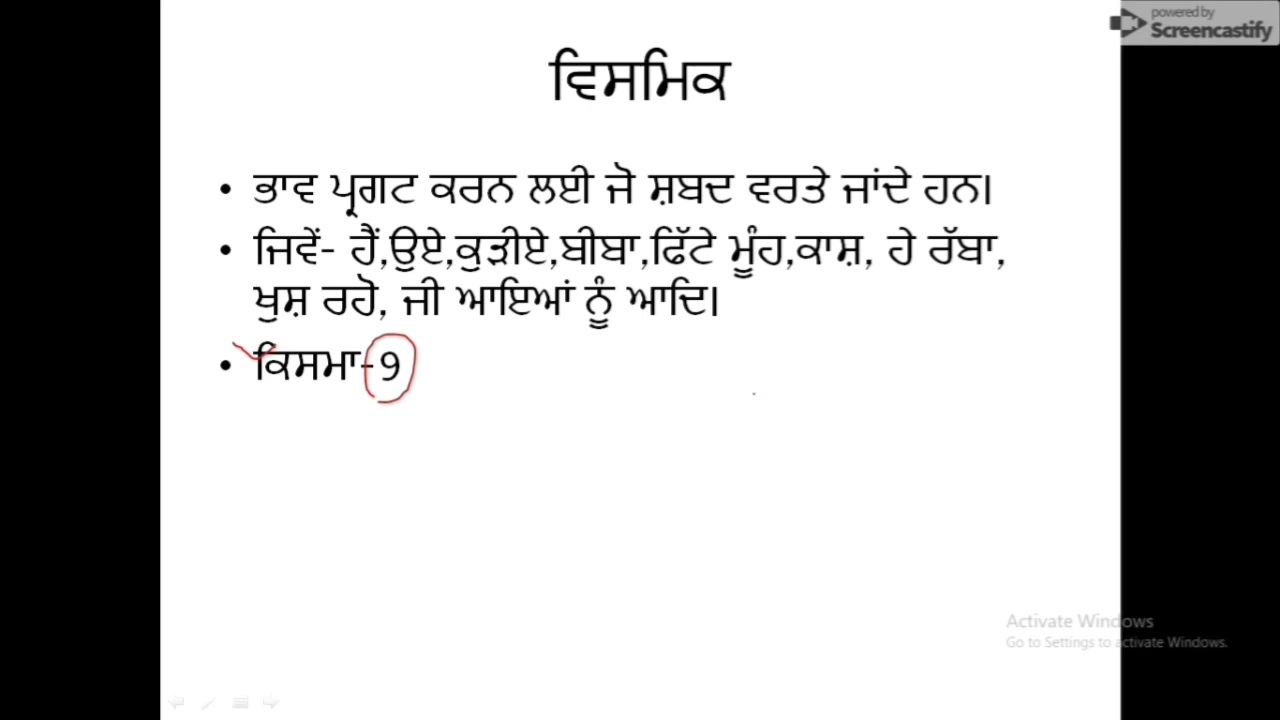 powered by
Screencastify
ਵਿਸਮਿਕ
• ਭਾਵ ਪ੍ਰਗਟ ਕਰਨ ਲਈ ਜੋ ਸ਼ਬਦ ਵਰਤੇ ਜਾਂਦੇ ਹਨ।
• ਜਿਵੇਂ- ਹੈਂ,ਉਏ,ਕੁੜੀਏ,ਬੀਬਾ,ਫਿੱਟੇ ਮੂੰਹ,ਕਾਸ਼, ਹੇ ਰੱਬਾ,
ਖੁਸ਼ ਰਹੋ, ਜੀ ਆਇਆਂ ਨੂੰ ਆਦਿ।
• ਕਿਸਮਾ-9
Activate Windows
Go to Settings to activate Windows.